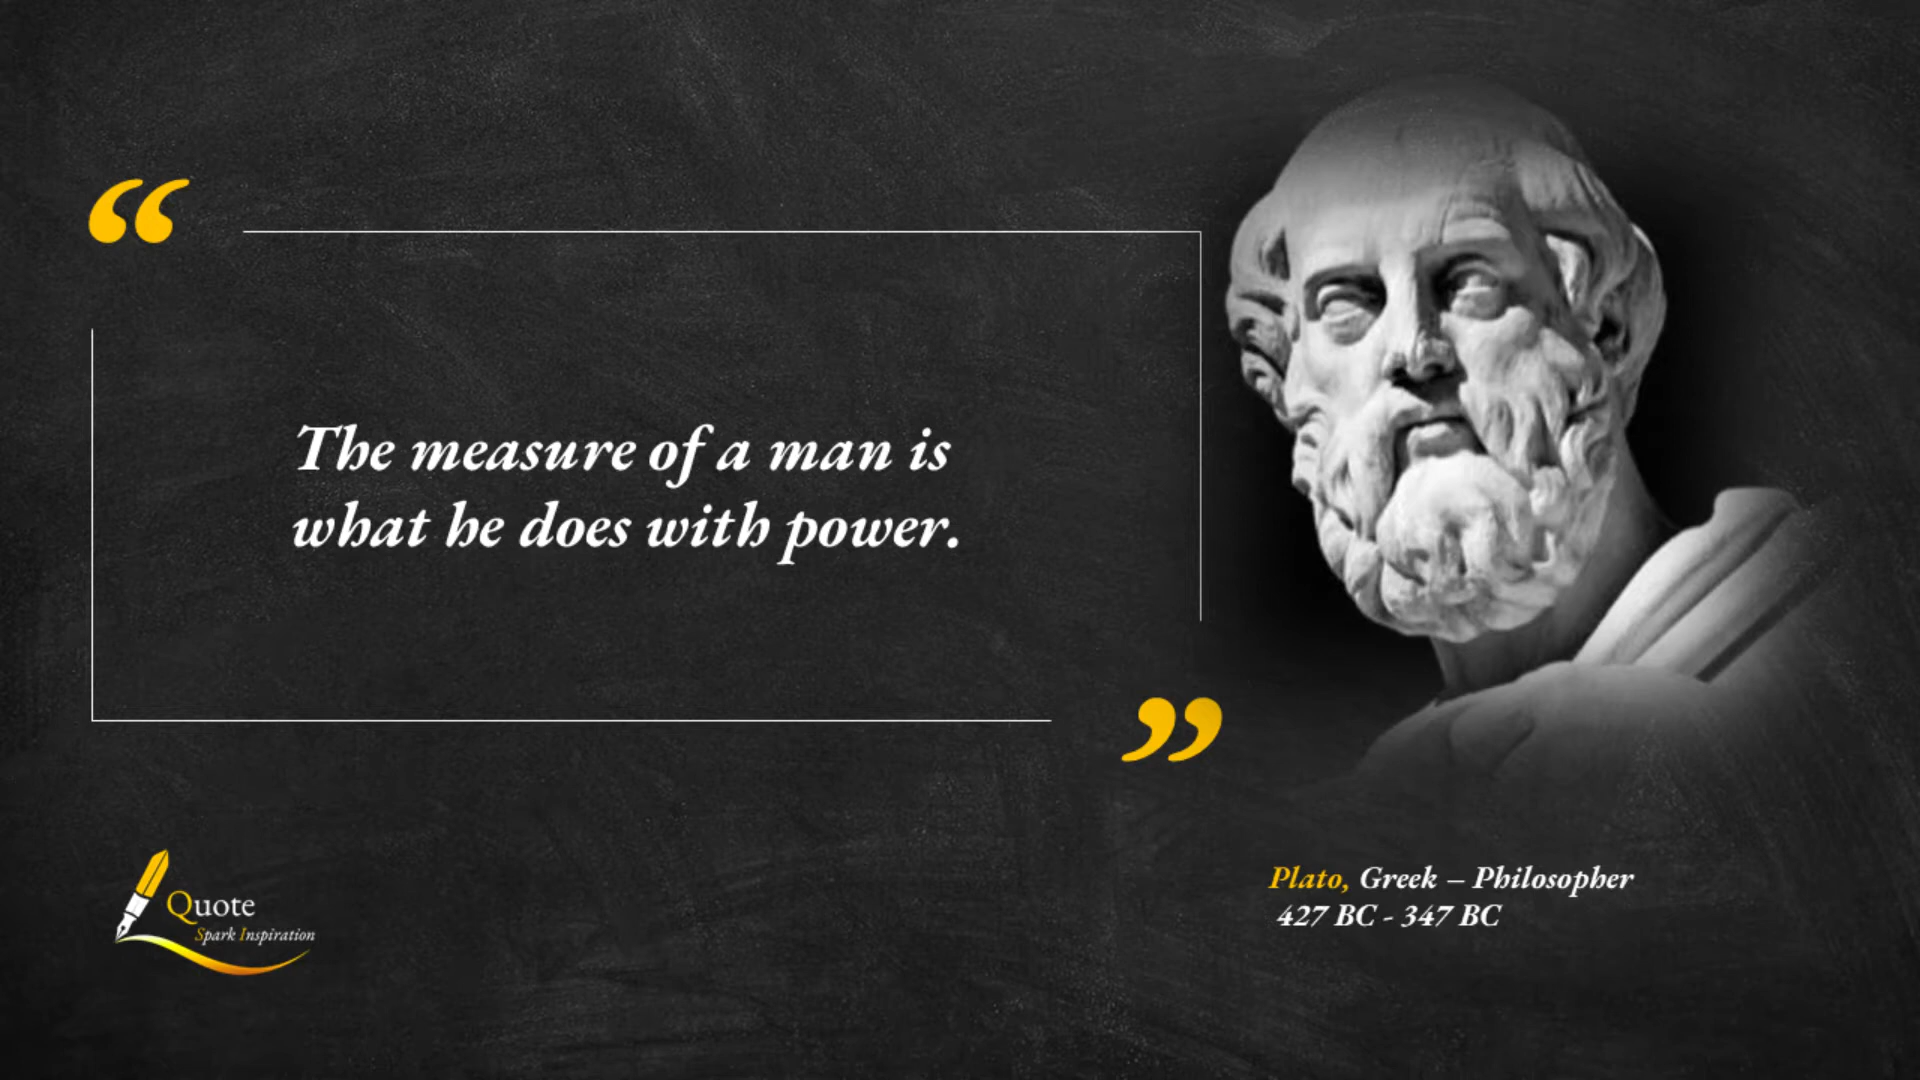 “
The measure of a man is
what he does with power.
”
Quote
Spark Inspiration
Plato, Greek – Philosopher
427 BC - 347 BC